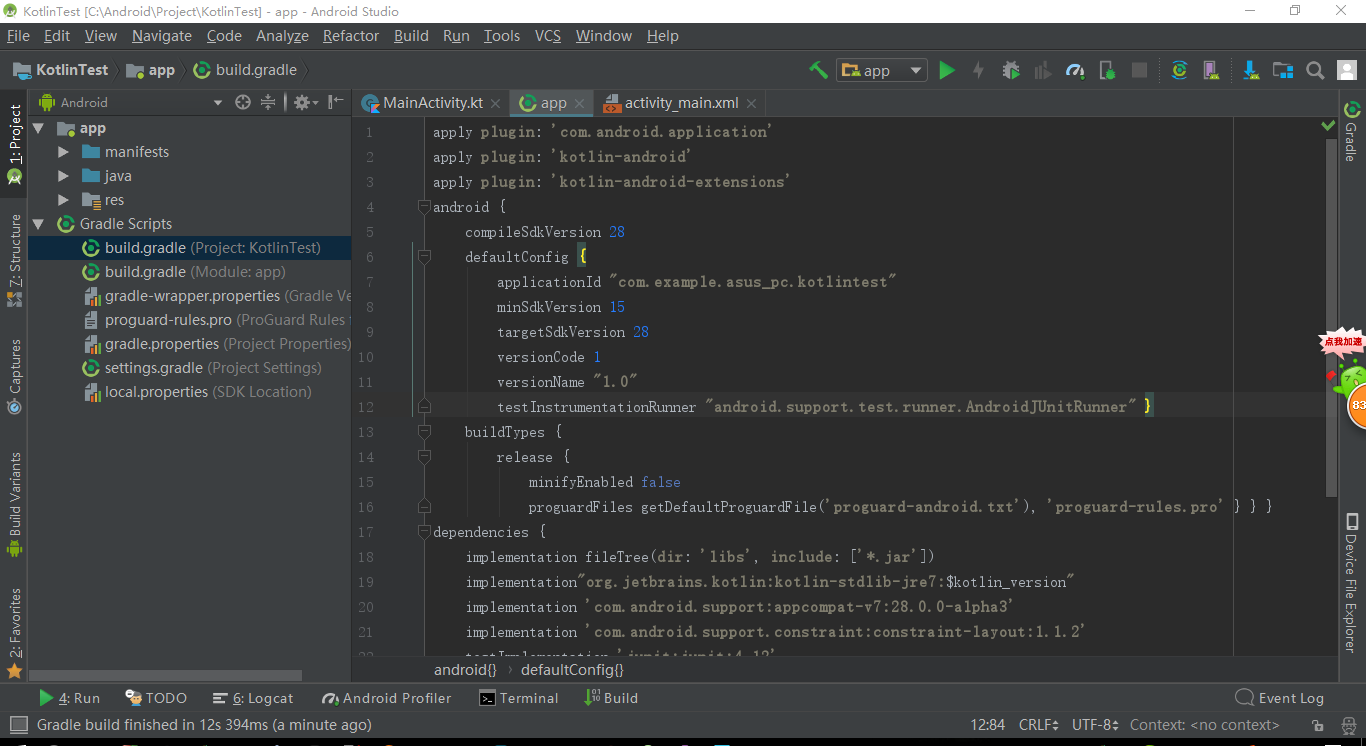 KotlinTest [C:\Android\Project\KotlinTest] - app - Android Studio
File Edit View Navigate Code Analyze Refactor Build Run Tools VCS Window Help
KotlinTest app build.gradle app
1: Project
Z: Structure
Captures
Build Variants
2: Favorites
Android
app
manifests
java
res
Gradle Scripts
build.gradle (Project: KotlinTest)
build.gradle (Module: app)
gradle-wrapper.properties (Gradle Ve
proguard-rules.pro (ProGuard Rules f
gradle.properties (Project Properties)
settings.gradle (Project Settings)
local.properties (SDK Location)
MainActivity.kt app activity_main.xml
1 apply plugin: 'com.android.application'
2 apply plugin: 'kotlin-android'
3 apply plugin: 'kotlin-android-extensions'
4 android {
5 compileSdkVersion 28
6 defaultConfig {
7 applicationId "com.example.asus_pc.kotlintest"
8 minSdkVersion 15
9 targetSdkVersion 28
10 versionCode 1
11 versionName "1.0"
12 testInstrumentationRunner "android.support.test.runner.AndroidJUnitRunner" }
13 buildTypes {
14 release {
15 minifyEnabled false
16 proguardFiles getDefaultProguardFile('proguard-android.txt'), 'proguard-rules.pro' } } }
17 dependencies {
18 implementation fileTree(dir: 'libs', include: ['*.jar'])
19 implementation"org.jetbrains.kotlin:kotlin-stdlib-jre7:$kotlin_version"
20 implementation 'com.android.support:appcompat-v7:28.0.0-alpha3'
21 implementation 'com.android.support.constraint:constraint-layout:1.1.2'
android{} › defaultConfig{}
Gradle
点我加速
83
Device File Explorer
4: Run TODO 6: Logcat Android Profiler Terminal Build Event Log
Gradle build finished in 12s 394ms (a minute ago) 12:84 CRLF UTF-8 Context: <no context>